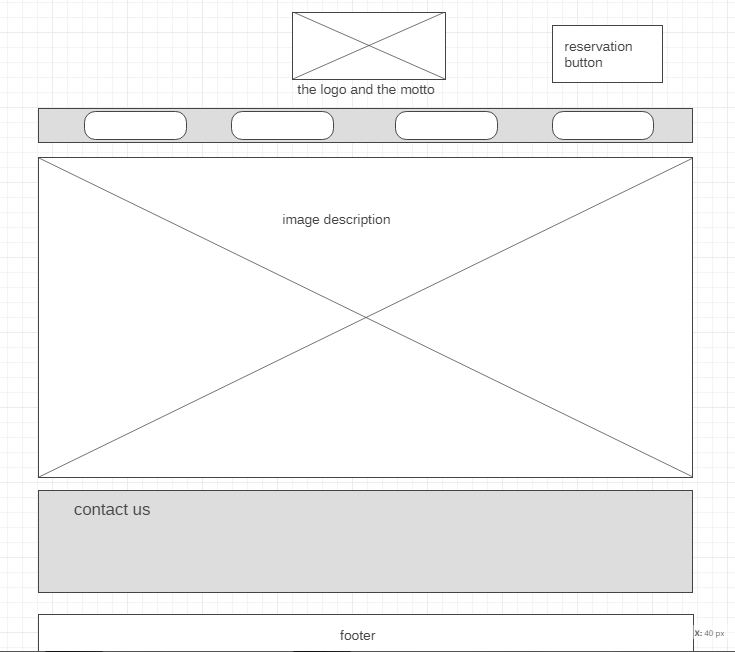 reservation
button
the logo and the motto
image description
contact us
footer
X: 40 px